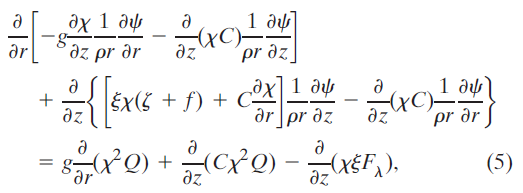 ∂/∂r [ −g ∂χ/∂z 1/ρr ∂ψ/∂r − ∂/∂z (χC) 1/ρr ∂ψ/∂z ]
+ ∂/∂z { [ ξχ(ζ + f) + C ∂χ/∂r ] 1/ρr ∂ψ/∂z − ∂/∂z (χC) 1/ρr ∂ψ/∂r }
= g ∂/∂r (χ²Q) + ∂/∂z (Cχ²Q) − ∂/∂z (χξF_λ), (5)